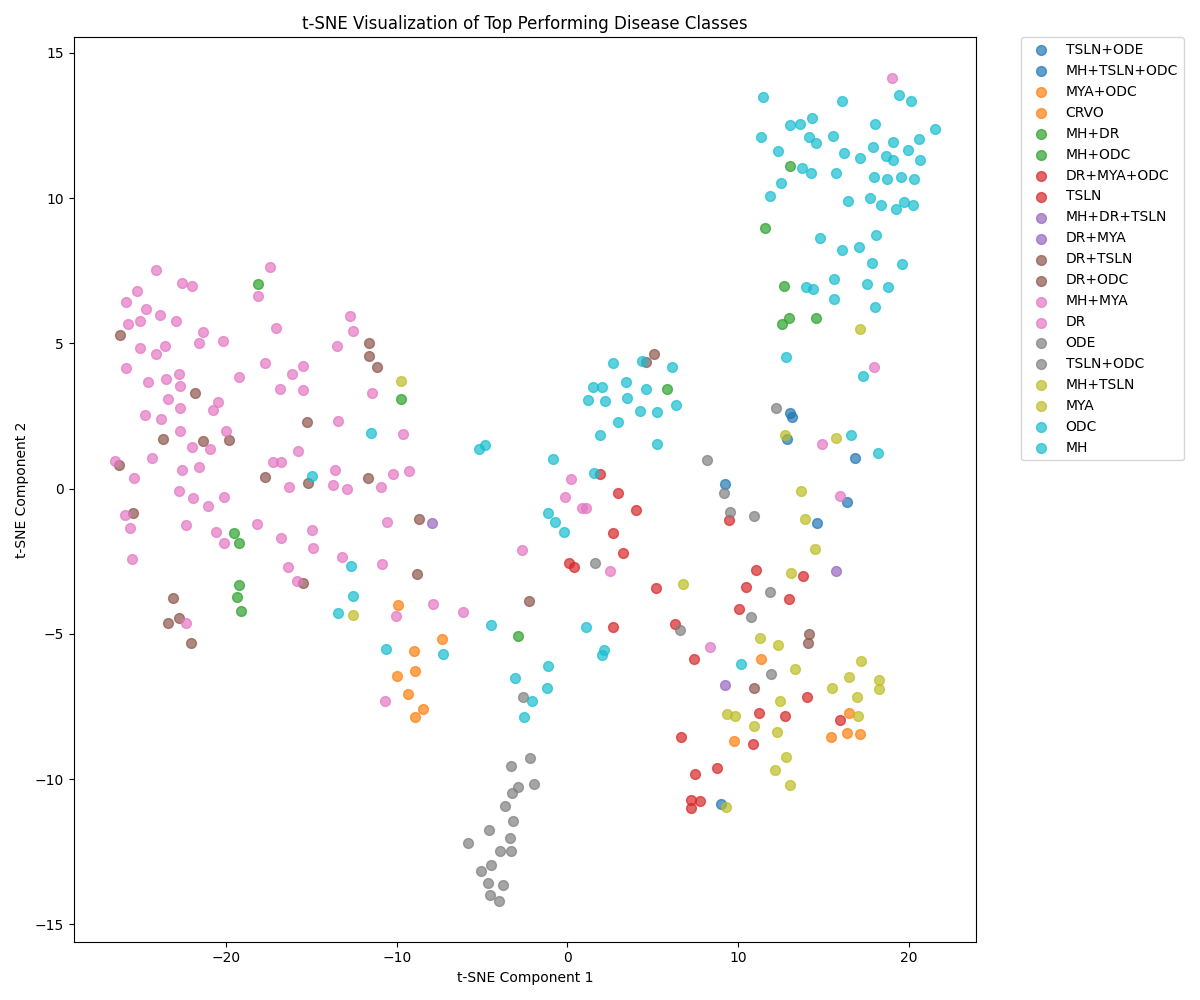 t-SNE Visualization of Top Performing Disease Classes
15
10
5
0
−5
−10
−15
t-SNE Component 2
−20
−10
0
10
20
t-SNE Component 1
TSLN+ODE
MH+TSLN+ODC
MYA+ODC
CRVO
MH+DR
MH+ODC
DR+MYA+ODC
TSLN
MH+DR+TSLN
DR+MYA
DR+TSLN
DR+ODC
MH+MYA
DR
ODE
TSLN+ODC
MH+TSLN
MYA
ODC
MH